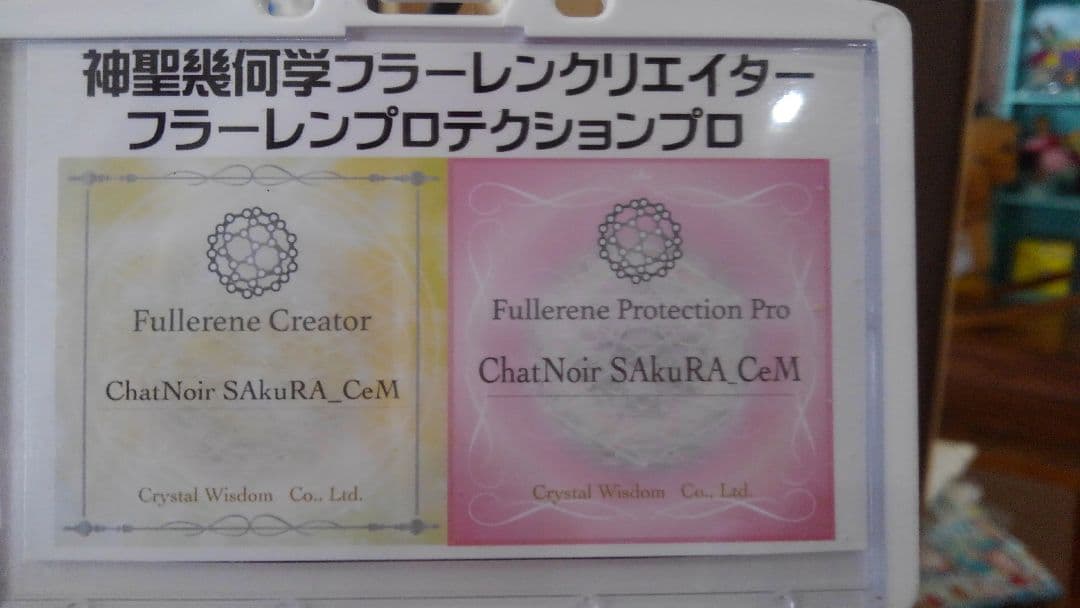 神聖幾何学フラーレンクリエイター
フラーレンプロテクションプロ
Fullerene Creator
ChatNoir SAkuRA_CeM
Crystal Wisdom Co., Ltd.
Fullerene Protection Pro
ChatNoir SAkuRA_CeM
Crystal Wisdom Co., Ltd.